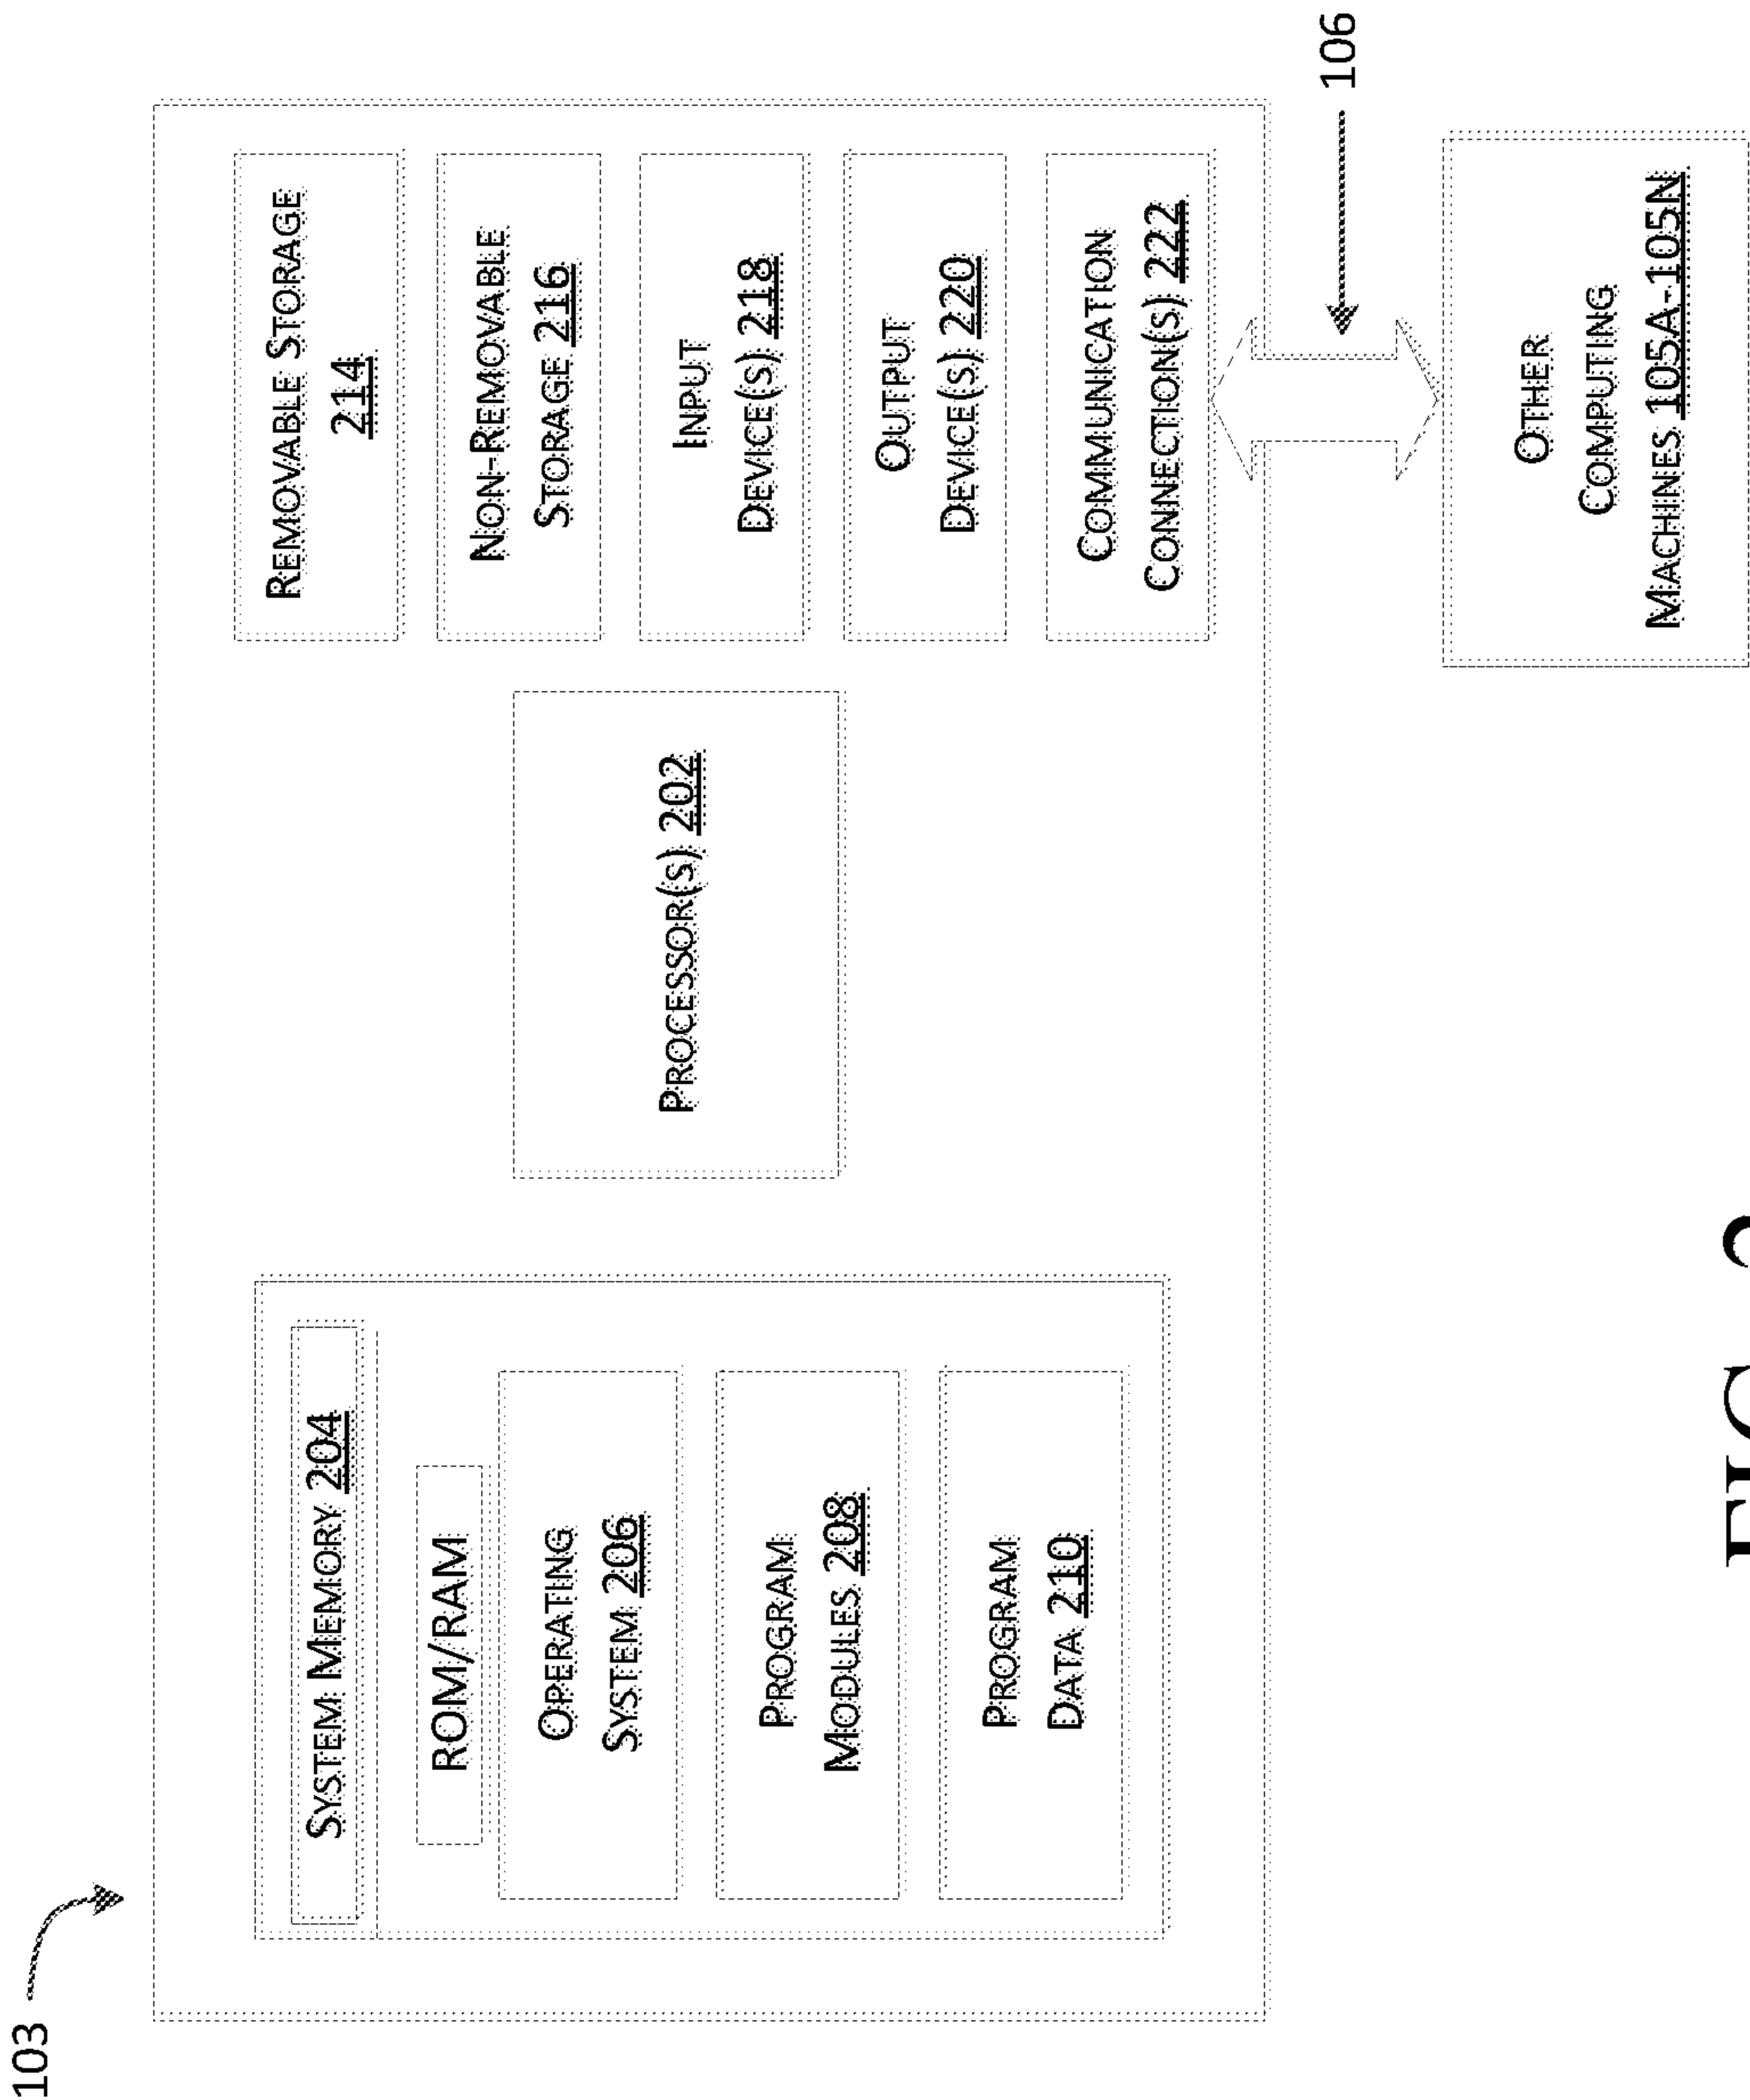 103
SYSTEM MEMORY 204
ROM/RAM
OPERATING
SYSTEM 206
PROGRAM
MODULES 208
PROGRAM
DATA 210
PROCESSOR(S) 202
REMOVABLE STORAGE
214
NON-REMOVABLE
STORAGE 216
INPUT
DEVICE(S) 218
OUTPUT
DEVICE(S) 220
COMMUNICATION
CONNECTION(S) 222
106
OTHER
COMPUTING
MACHINES 105A-105N
FIG.